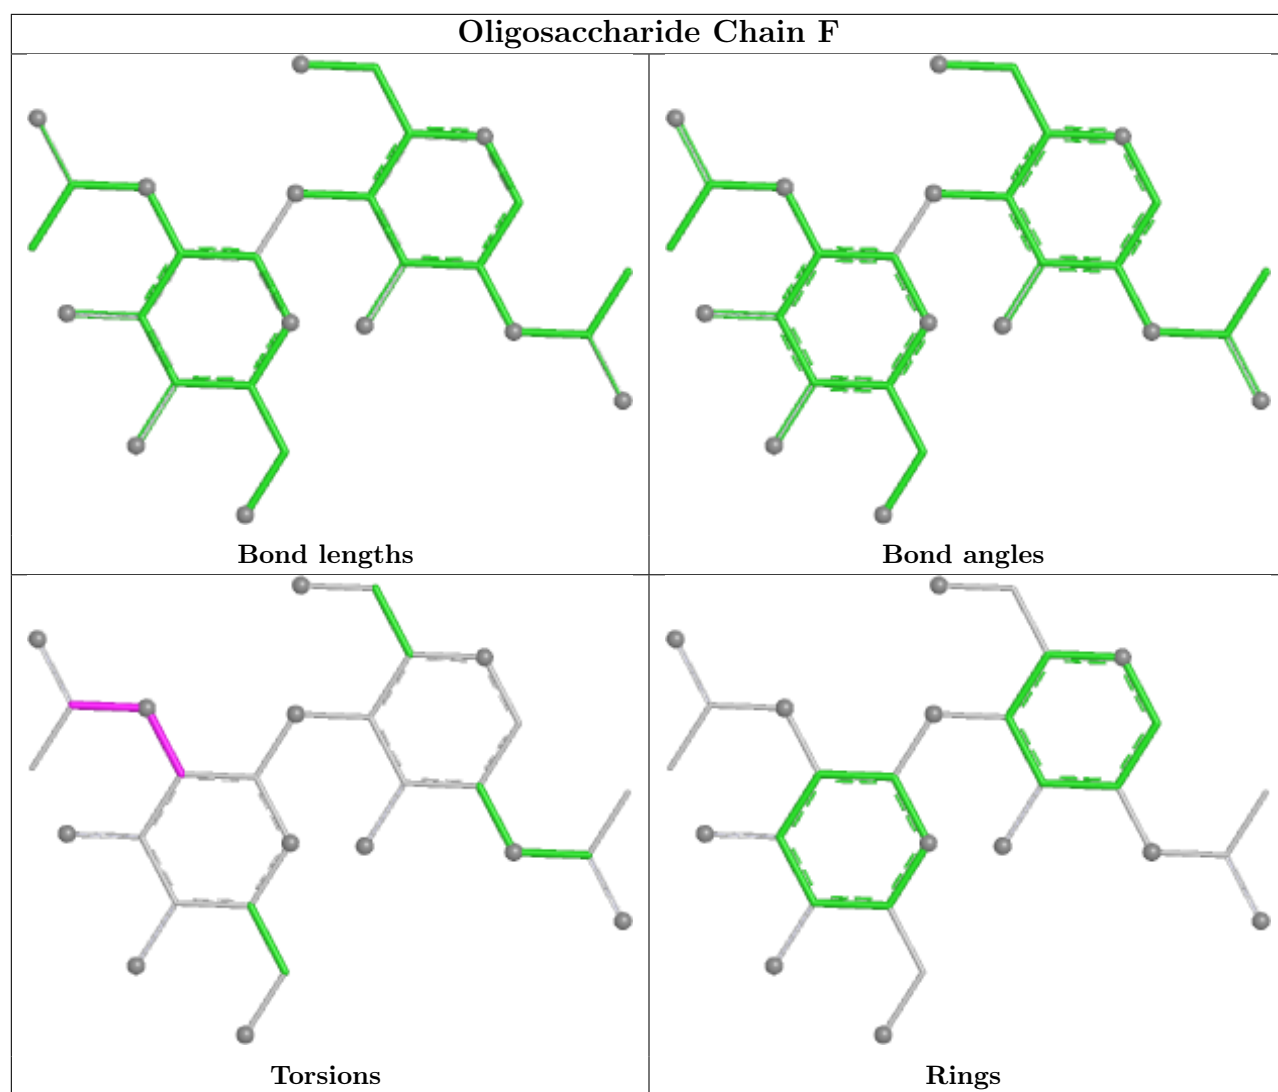 Oligosaccharide Chain F
Bond lengths
Bond angles
Torsions
Rings